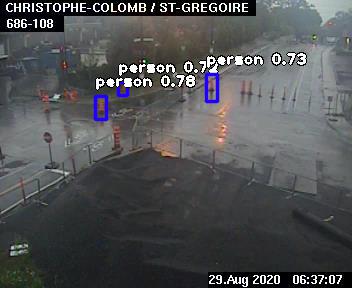 CHRISTOPHE-COLOMB / ST-GREGOIRE
686-108
person 0.72
person 0.73
person 0.78
29.Aug 2020 06:37:07